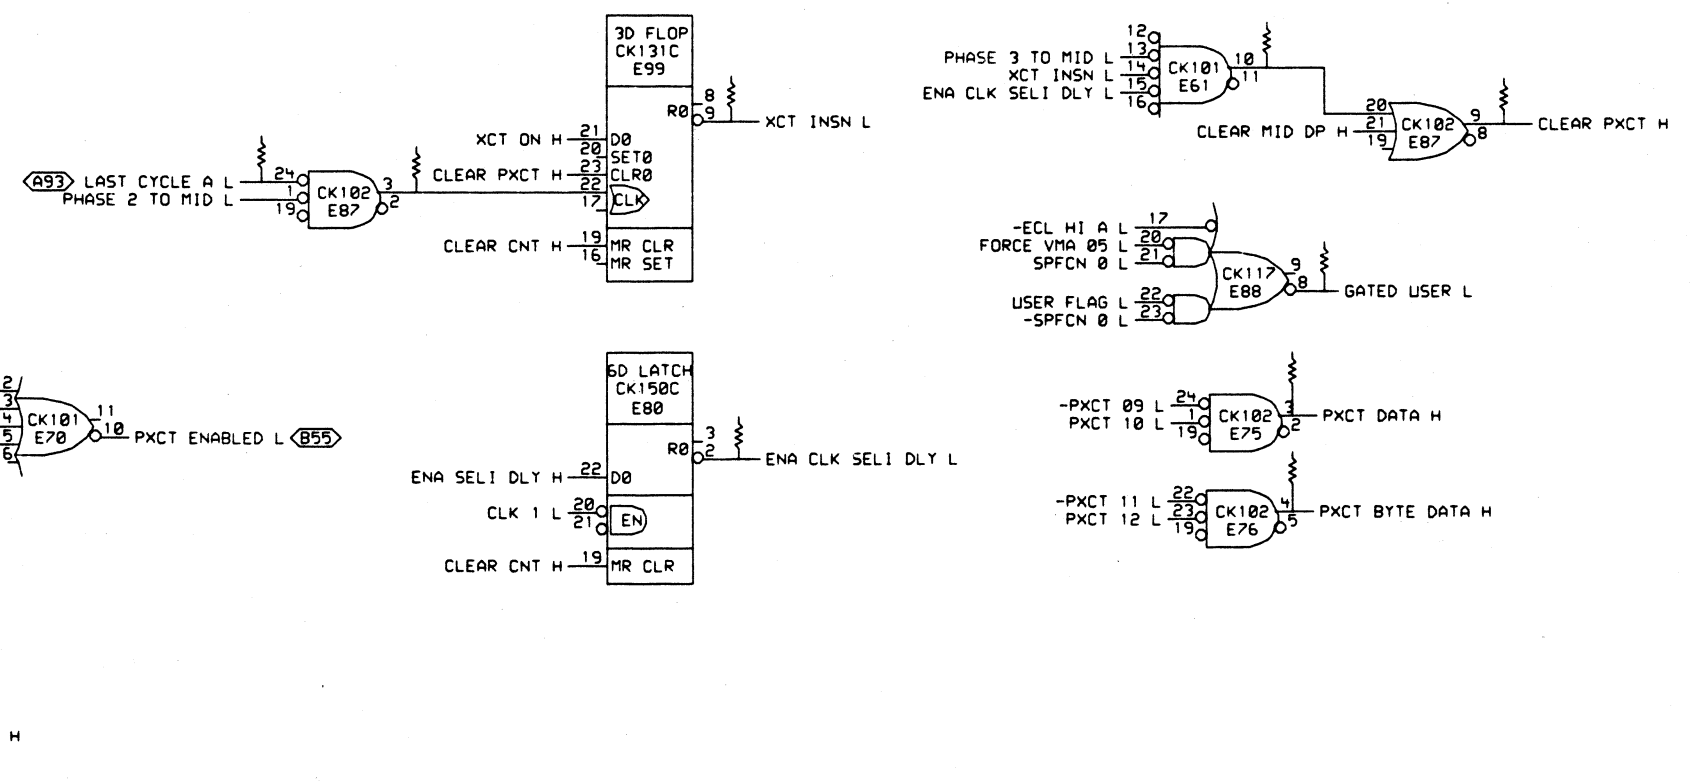 3D FLOP
CK131C
E99
R0
8
9
XCT INSN L
XCT ON H
21
D0
20
SET0
CLEAR PXCT H
23
CLR0
22
17
CLK
CLEAR CNT H
19
MR CLR
16
MR SET
A93
LAST CYCLE A L
24
PHASE 2 TO MID L
1
19
CK102
E87
3
2
12
PHASE 3 TO MID L
13
XCT INSN L
14
ENA CLK SELI DLY L
15
16
CK101
E61
10
11
20
CLEAR MID DP H
21
19
CK102
E87
9
8
CLEAR PXCT H
-ECL HI A L
17
FORCE VMA 05 L
20
SPFCN 0 L
21
USER FLAG L
22
-SPFCN 0 L
23
CK117
E88
9
8
GATED USER L
2
3
4
5
6
CK101
E70
11
10
PXCT ENABLED L
B55
6D LATCH
CK150C
E80
R0
3
2
ENA CLK SELI DLY L
ENA SELI DLY H
22
D0
CLK 1 L
20
21
EN
CLEAR CNT H
19
MR CLR
-PXCT 09 L
24
PXCT 10 L
1
19
CK102
E75
3
2
PXCT DATA H
-PXCT 11 L
22
PXCT 12 L
23
19
CK102
E76
4
5
PXCT BYTE DATA H
H